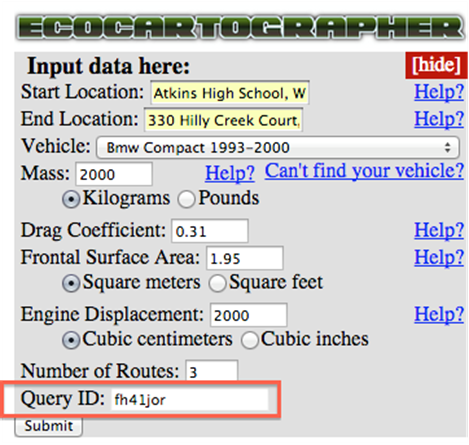 ECOCARTOGRAPHER
Input data here: [hide]
Start Location: Atkins High School, W Help?
End Location: 330 Hilly Creek Court, Help?
Vehicle: Bmw Compact 1993-2000
Mass: 2000 Help? Can't find your vehicle?
Kilograms Pounds
Drag Coefficient: 0.31 Help?
Frontal Surface Area: 1.95 Help?
Square meters Square feet
Engine Displacement: 2000 Help?
Cubic centimeters Cubic inches
Number of Routes: 3
Query ID: fh41jor
Submit